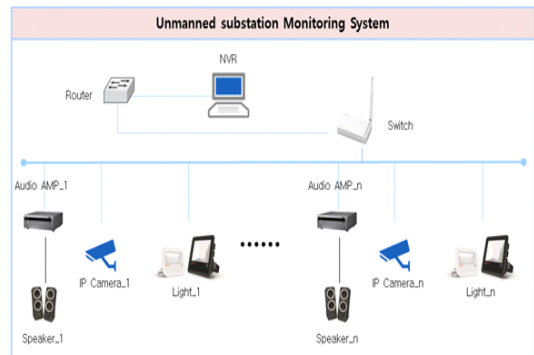 Unmanned substation Monitoring System
NVR
Router
Switch
Audio AMP_1
Audio AMP_n
IP Camera_1
Light_1
IP Camera_n
Light_n
Speaker_1
Speaker_n